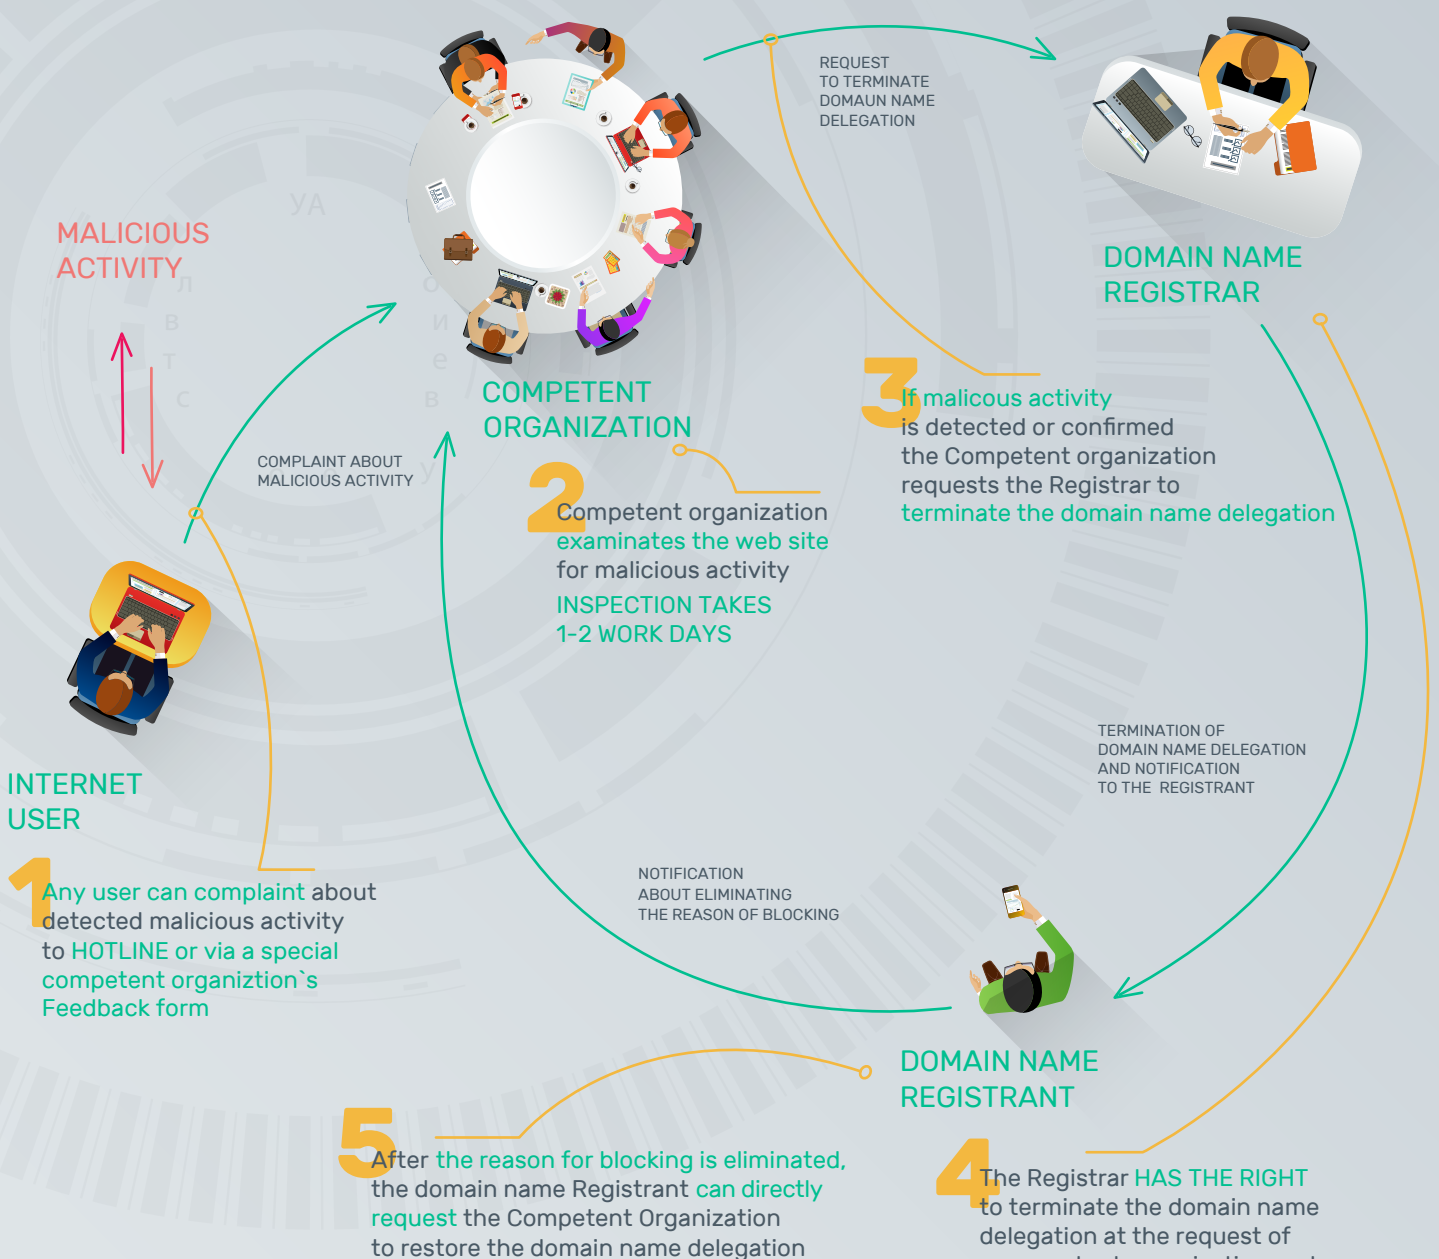 REQUEST
TO TERMINATE
DOMAUN NAME
DELEGATION
УА
MALICIOUS
ACTIVITY
DOMAIN NAME
REGISTRAR
COMPETENT
ORGANIZATION
COMPLAINT ABOUT
MALICIOUS ACTIVITY
3
If malicous activity
is detected or confirmed
the Competent organization
requests the Registrar to
terminate the domain name delegation
2
Competent organization
examinates the web site
for malicious activity
INSPECTION TAKES
1-2 WORK DAYS
INTERNET
USER
TERMINATION OF
DOMAIN NAME DELEGATION
AND NOTIFICATION
TO THE REGISTRANT
1
Any user can complaint about
detected malicious activity
to HOTLINE or via a special
competent organiztion`s
Feedback form
NOTIFICATION
ABOUT ELIMINATING
THE REASON OF BLOCKING
DOMAIN NAME
REGISTRANT
5
After the reason for blocking is eliminated,
the domain name Registrant can directly
request the Competent Organization
to restore the domain name delegation
4
The Registrar HAS THE RIGHT
to terminate the domain name
delegation at the request of